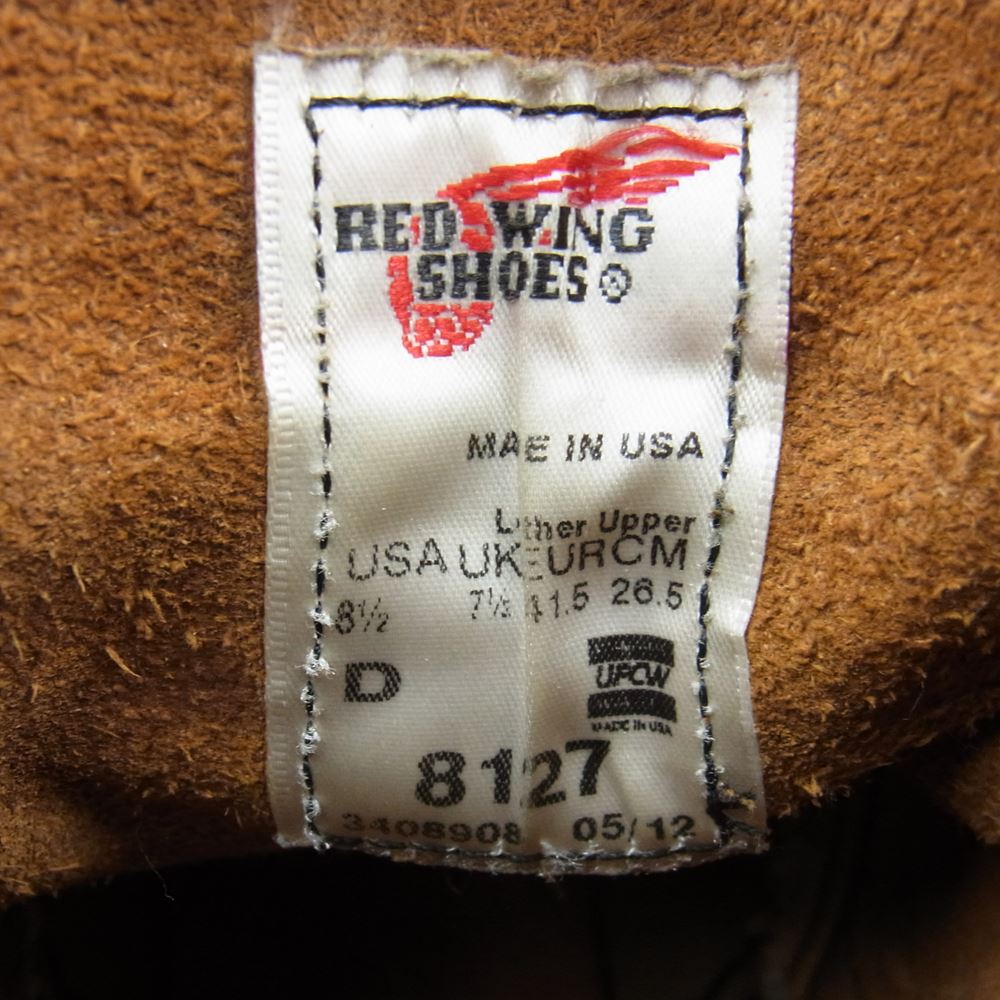 RED WING
SHOES ®
MAE IN USA
L ther Upper
USA UK EUR CM
8½ 7½ 41.5 26.5
D
UFCW
MADE IN USA
8127
3408908 05/12